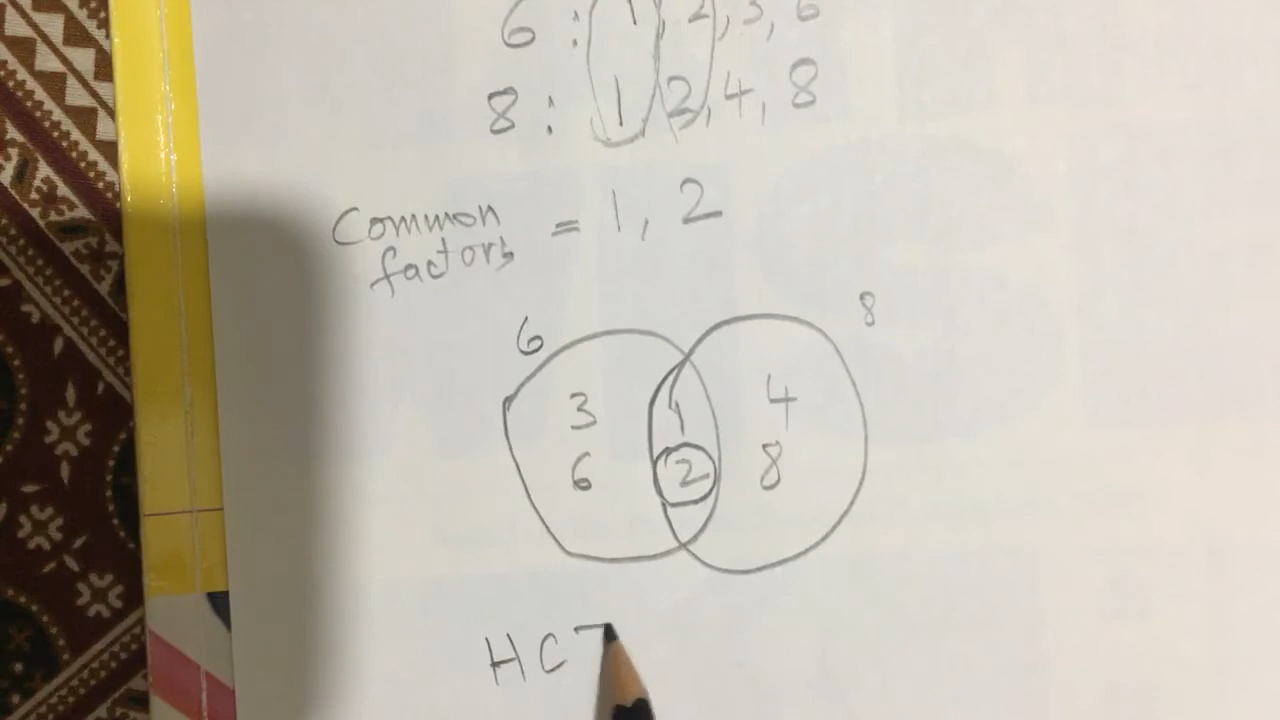 6 : 1, 2, 3, 6
8 : 1 2, 4, 8
Common factors = 1, 2
6 8
3 1 4
6 2 8
HC